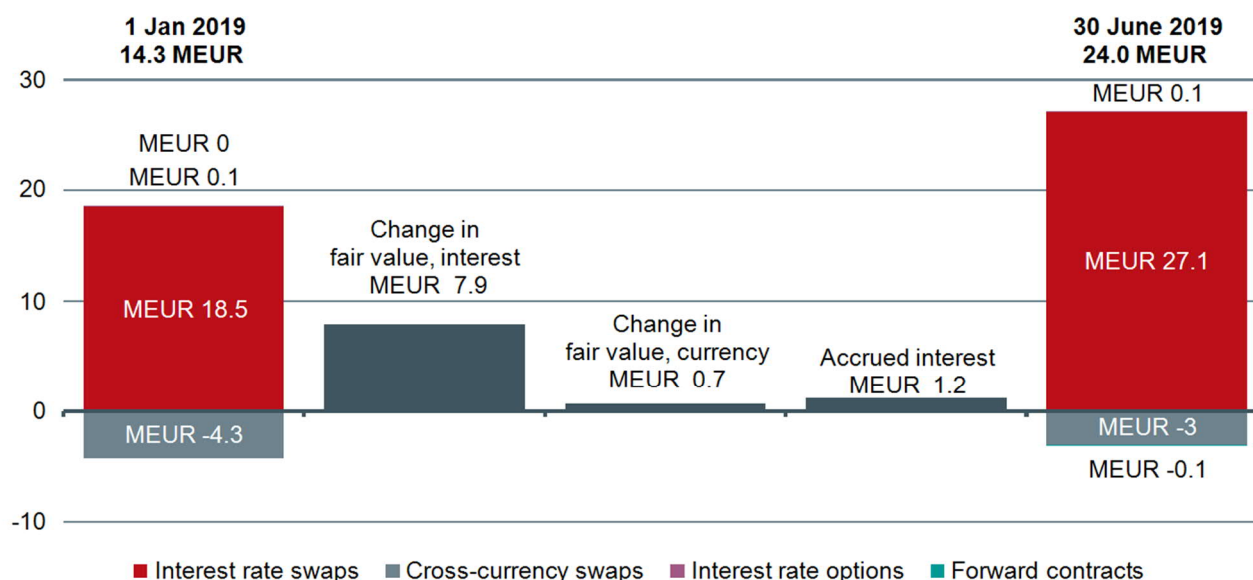 1 Jan 2019
14.3 MEUR
30 June 2019
24.0 MEUR
30
20
10
0
-10
MEUR 0
MEUR 0.1
MEUR 18.5
MEUR -4.3
Change in
fair value, interest
MEUR 7.9
Change in
fair value, currency
MEUR 0.7
Accrued interest
MEUR 1.2
MEUR 0.1
MEUR 27.1
MEUR -3
MEUR -0.1
Interest rate swaps
Cross-currency swaps
Interest rate options
Forward contracts